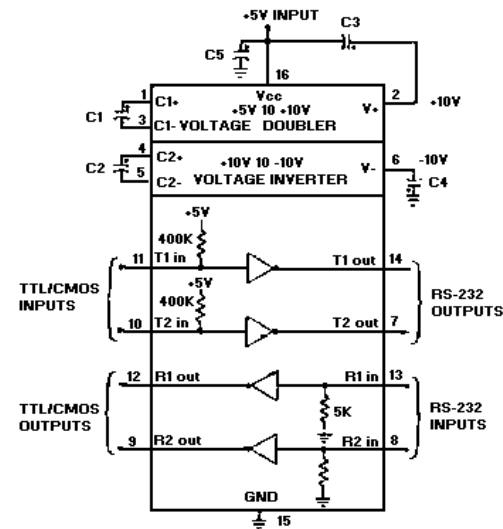 +5V INPUT
C3
C5
16
1
C1+
Vcc
+5V 10 +10V
V+
2
+10V
C1
3
C1- VOLTAGE DOUBLER
4
C2+
+10V 10 -10V
V-
6
-10V
C2
5
C2-
VOLTAGE INVERTER
C4
+5V
400K
11
T1 in
T1 out
14
TTL/CMOS
INPUTS
+5V
400K
RS-232
OUTPUTS
10
T2 in
T2 out
7
12
R1 out
R1 in
13
TTL/CMOS
OUTPUTS
5K
RS-232
INPUTS
9
R2 out
R2 in
8
GND
15